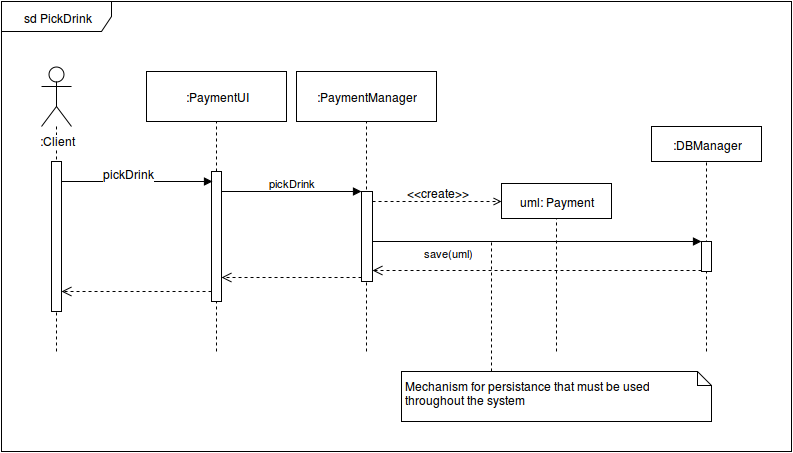 sd PickDrink
:Client
:PaymentUI
:PaymentManager
:DBManager
pickDrink
pickDrink
<<create>>
uml: Payment
save(uml)
Mechanism for persistance that must be used
throughout the system